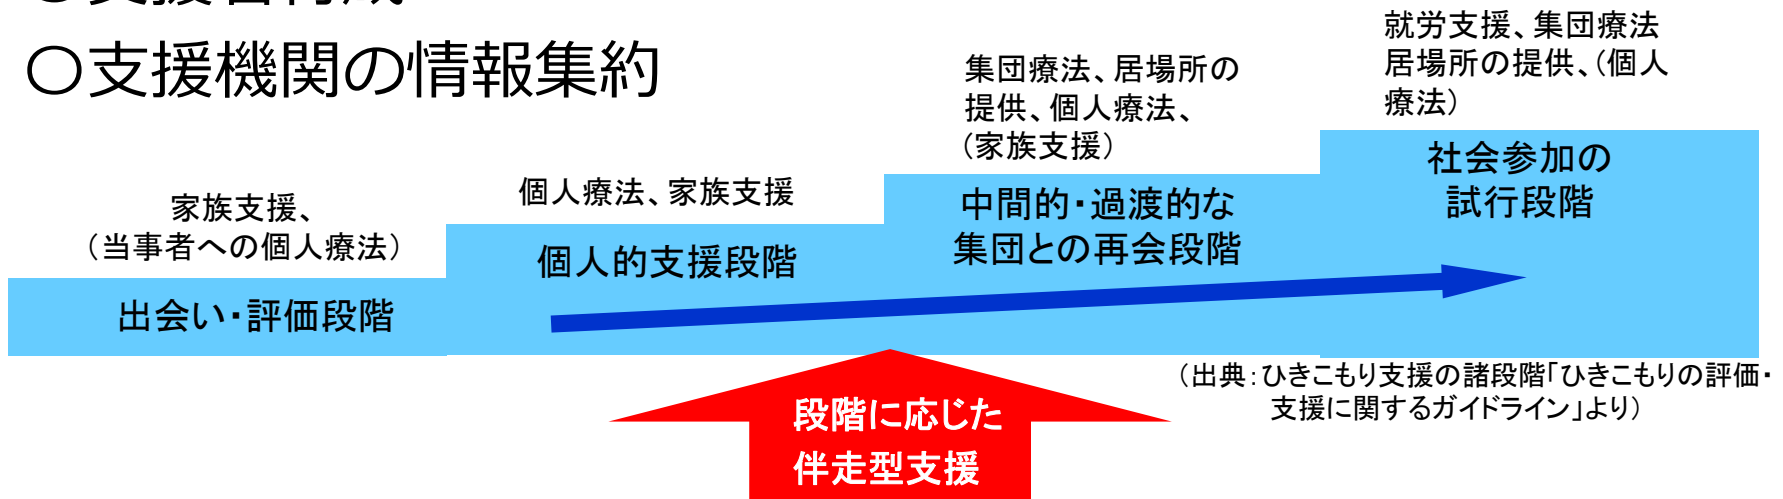 〇支援機関の情報集約
家族支援、
（当事者への個人療法）
出会い・評価段階
個人療法、家族支援
個人的支援段階
集団療法、居場所の
提供、個人療法、
（家族支援）
中間的・過渡的な
集団との再会段階
就労支援、集団療法
居場所の提供、（個人
療法）
社会参加の
試行段階
段階に応じた
伴走型支援
（出典：ひきこもり支援の諸段階「ひきこもりの評価・
支援に関するガイドライン」より）